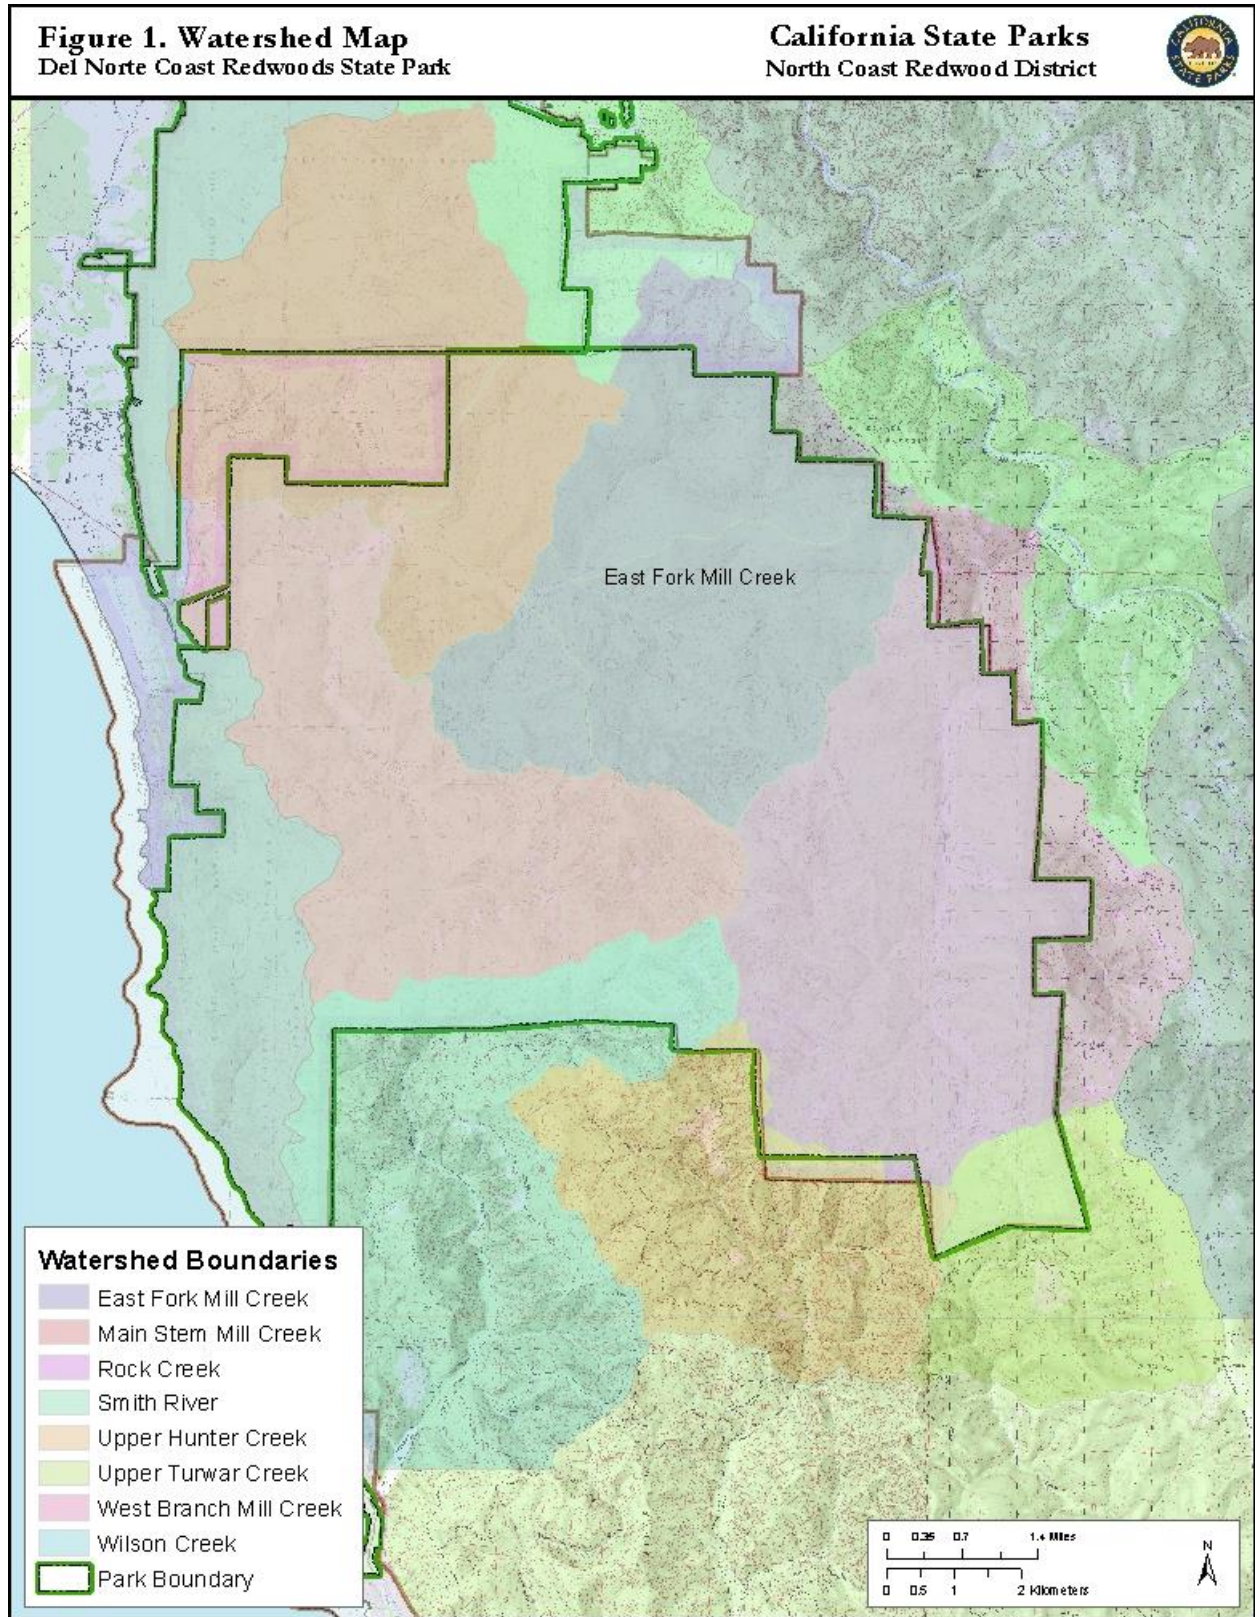 Figure 1. Watershed Map
Del Norte Coast Redwoods State Park
California State Parks
North Coast Redwood District
CALIFORNIA
STATE PARKS
East Fork Mill Creek
Watershed Boundaries
East Fork Mill Creek
Main Stem Mill Creek
Rock Creek
Smith River
Upper Hunter Creek
Upper Turwar Creek
West Branch Mill Creek
Wilson Creek
Park Boundary
0 0.35 0.7 1.4 Miles
0 0.5 1 2 Kilometers
N